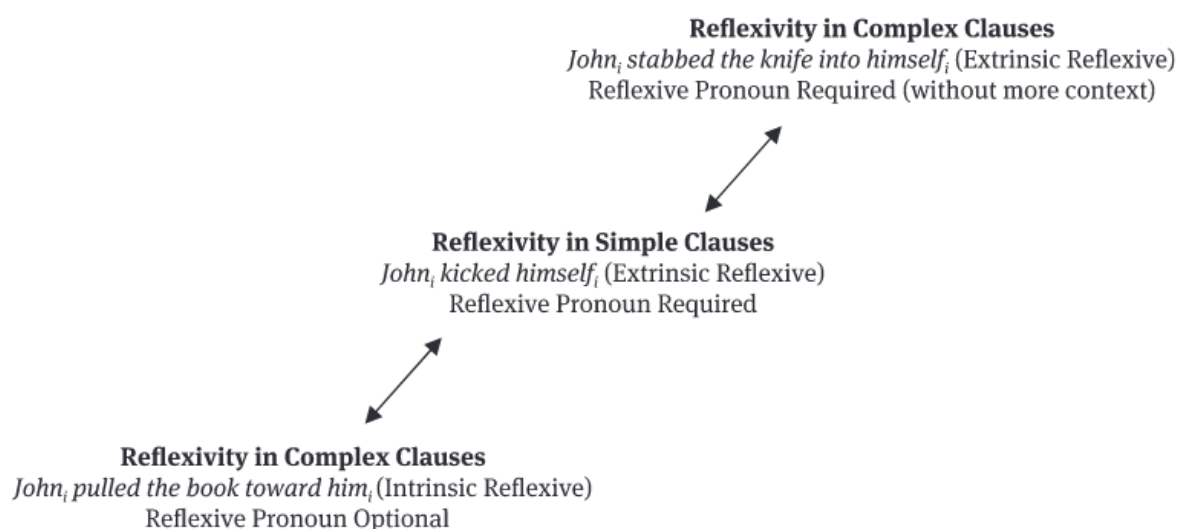 Reflexivity in Complex Clauses
Johnᵢ stabbed the knife into himselfᵢ (Extrinsic Reflexive)
Reflexive Pronoun Required (without more context)
Reflexivity in Simple Clauses
Johnᵢ kicked himselfᵢ (Extrinsic Reflexive)
Reflexive Pronoun Required
Reflexivity in Complex Clauses
Johnᵢ pulled the book toward himᵢ (Intrinsic Reflexive)
Reflexive Pronoun Optional